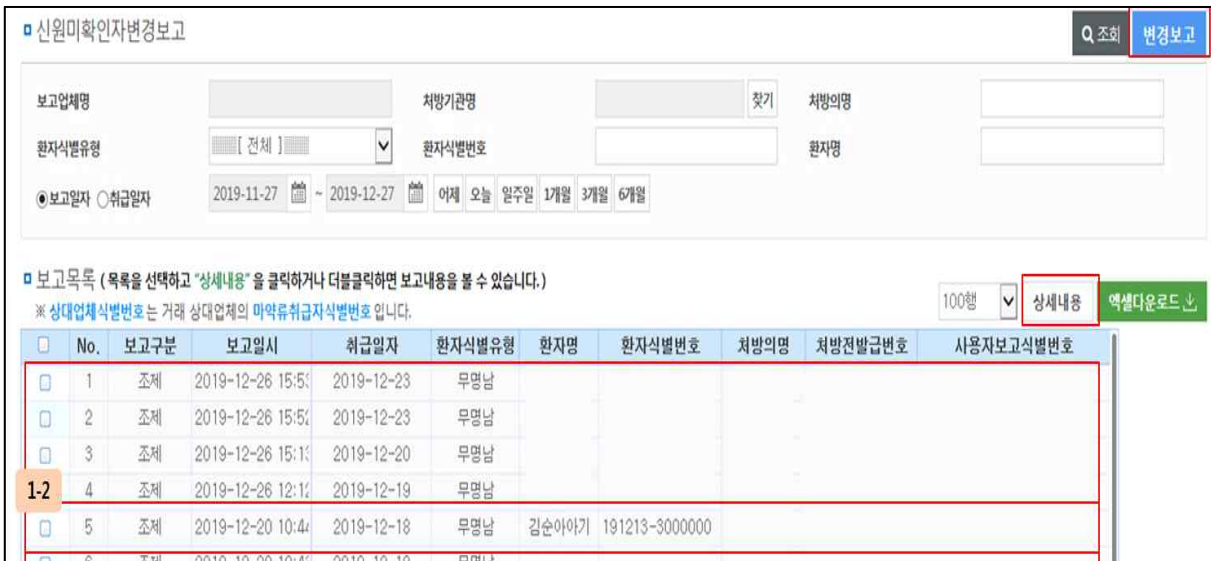 신원미확인자변경보고
조회 변경보고
보고업체명 처방기관명 찾기 처방의명
환자식별유형 [ 전체 ] 환자식별번호 환자명
보고일자 취급일자 2019-11-27 ~ 2019-12-27 어제 오늘 일주일 1개월 3개월 6개월
보고목록 ( 목록을 선택하고 "상세내용" 을 클릭하거나 더블클릭하면 보고내용을 볼 수 있습니다. )
※ 상대업체식별번호 는 거래 상대업체의 마약류취급자식별번호 입니다.
100행 상세내용 엑셀다운로드
No. 보고구분 보고일시 취급일자 환자식별유형 환자명 환자식별번호 처방의명 처방전발급번호 사용자보고식별번호
1 조제 2019-12-26 15:5 2019-12-23 무명남
2 조제 2019-12-26 15:5 2019-12-23 무명남
3 조제 2019-12-26 15:1 2019-12-20 무명남
1-2
4 조제 2019-12-26 12:1 2019-12-19 무명남
5 조제 2019-12-20 10:4 2019-12-18 무명남 김순아아기 191213-3000000